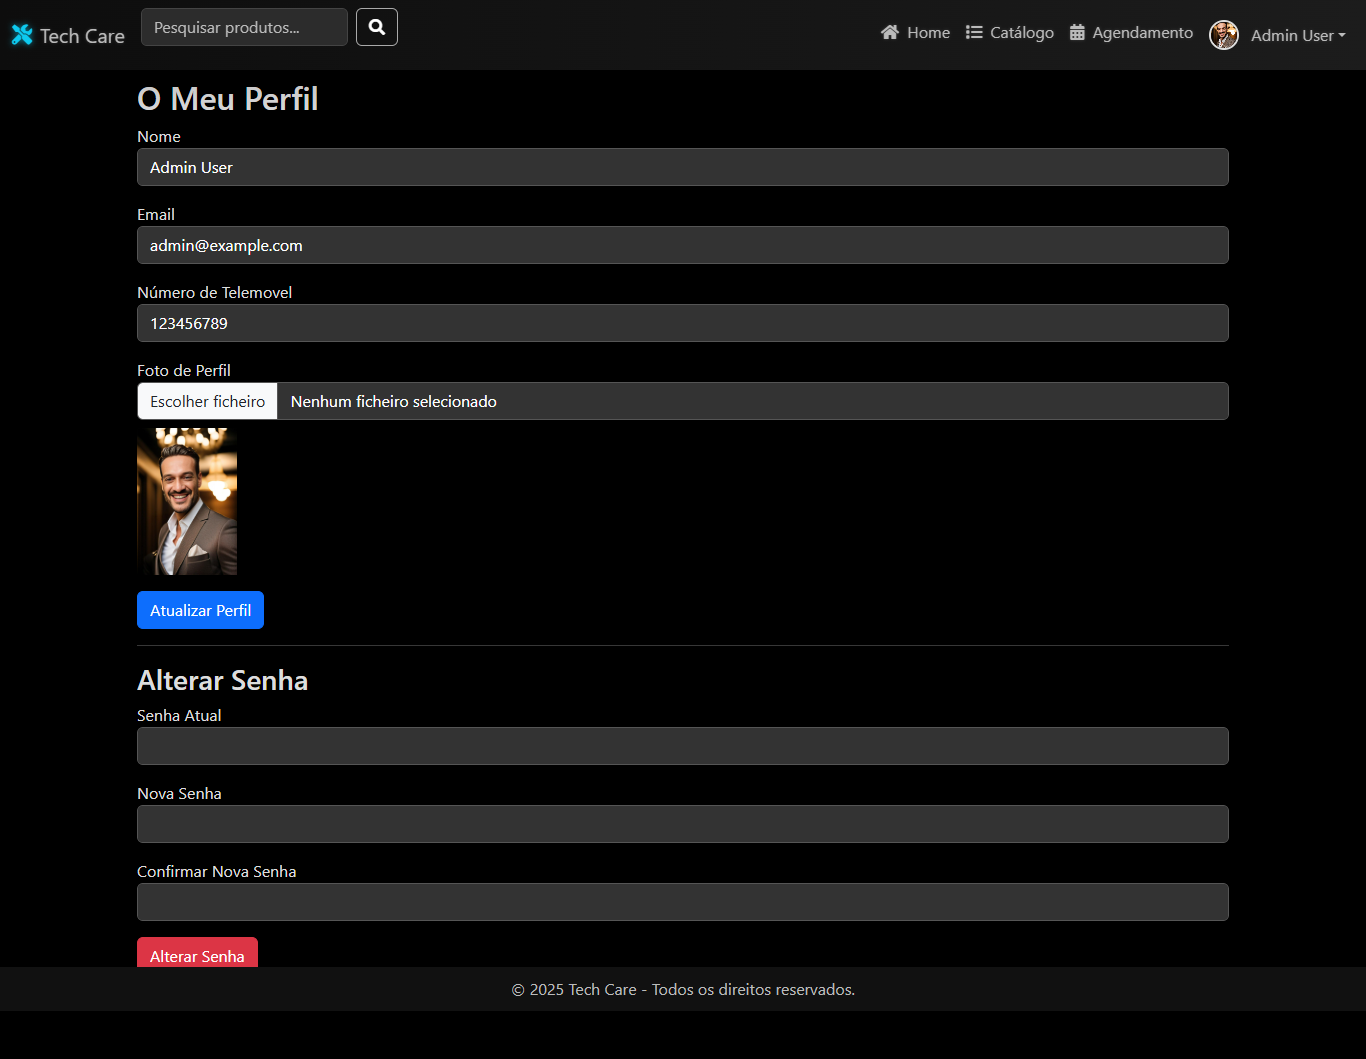 Tech Care
Pesquisar produtos...
Home
Catálogo
Agendamento
Admin User
O Meu Perfil
Nome
Admin User
Email
admin@example.com
Número de Telemovel
123456789
Foto de Perfil
Escolher ficheiro
Nenhum ficheiro selecionado
Atualizar Perfil
Alterar Senha
Senha Atual
Nova Senha
Confirmar Nova Senha
Alterar Senha
© 2025 Tech Care - Todos os direitos reservados.